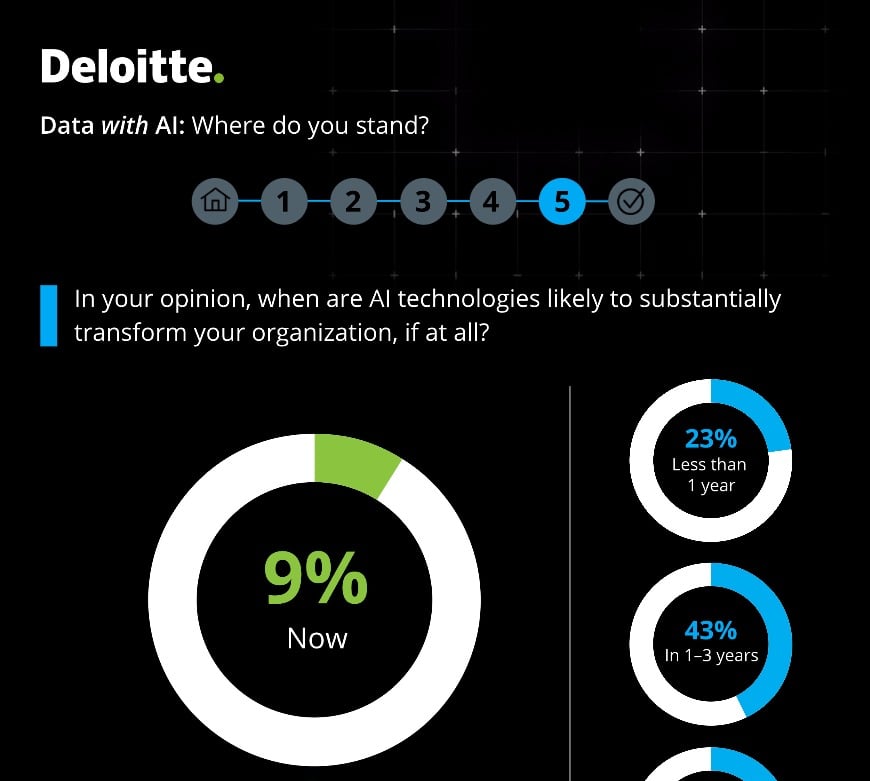 Deloitte.
Data with AI: Where do you stand?
1 2 3 4 5
In your opinion, when are AI technologies likely to substantially
transform your organization, if at all?
9%
Now
23%
Less than
1 year
43%
In 1–3 years